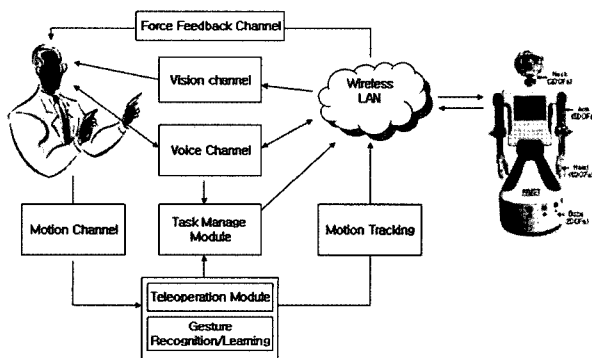 Force Feedback Channel
Vision channel
Wireless
LAN
Voice Channel
Motion Channel
Task Manage
Module
Motion Tracking
Teleoperation Module
Gesture
Recognition/Learning
Neck
Arm
Base